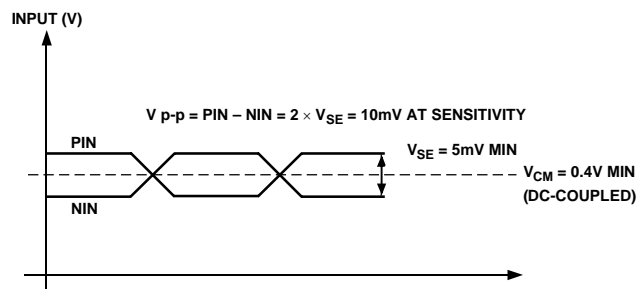 INPUT (V)
V p-p = PIN – NIN = 2 × VSE = 10mV AT SENSITIVITY
PIN
VSE = 5mV MIN
VCM = 0.4V MIN
(DC-COUPLED)
NIN